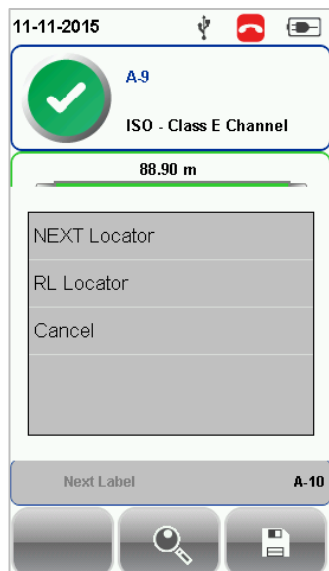 11-11-2015
A-9
ISO - Class E Channel
88.90 m
NEXT Locator
RL Locator
Cancel
Next Label A-10